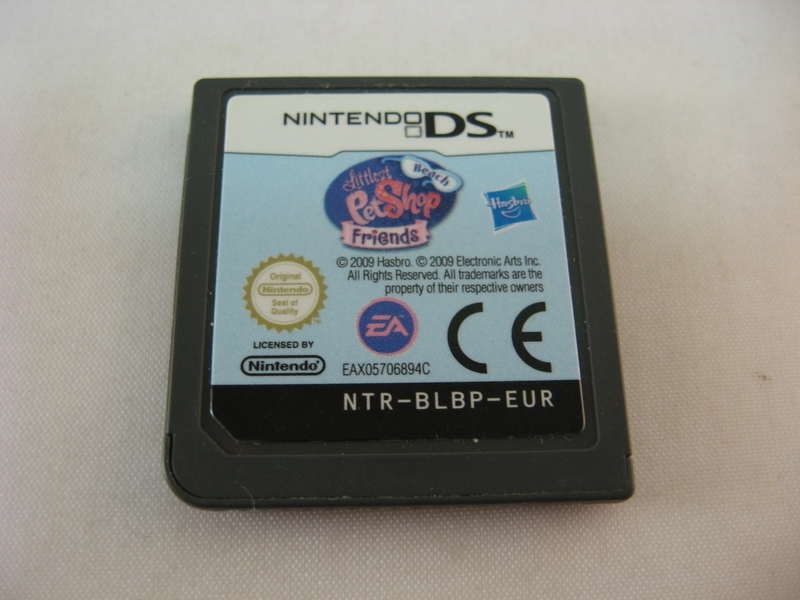 NINTENDO DS™
Littlest
Beach
PetShop
Friends
Hasbro
© 2009 Hasbro. © 2009 Electronic Arts Inc.
All Rights Reserved. All trademarks are the
property of their respective owners
Original
Nintendo
Seal of
Quality
™
EA
CE
LICENSED BY
Nintendo®
EAX05706894C
NTR-BLBP-EUR